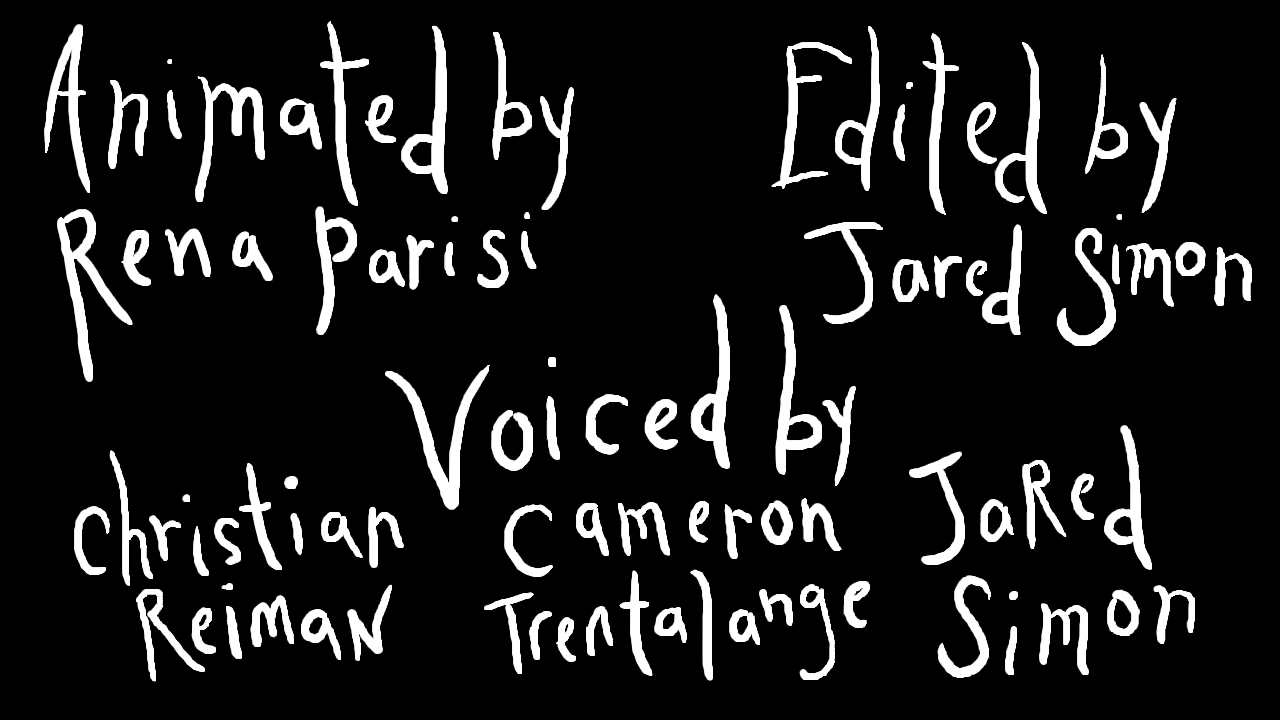 Animated by
Rena Parisi
Edited by
Jared Simon
Voiced by
Christian
Reiman
Cameron
Trentalange
JaRed
Simon